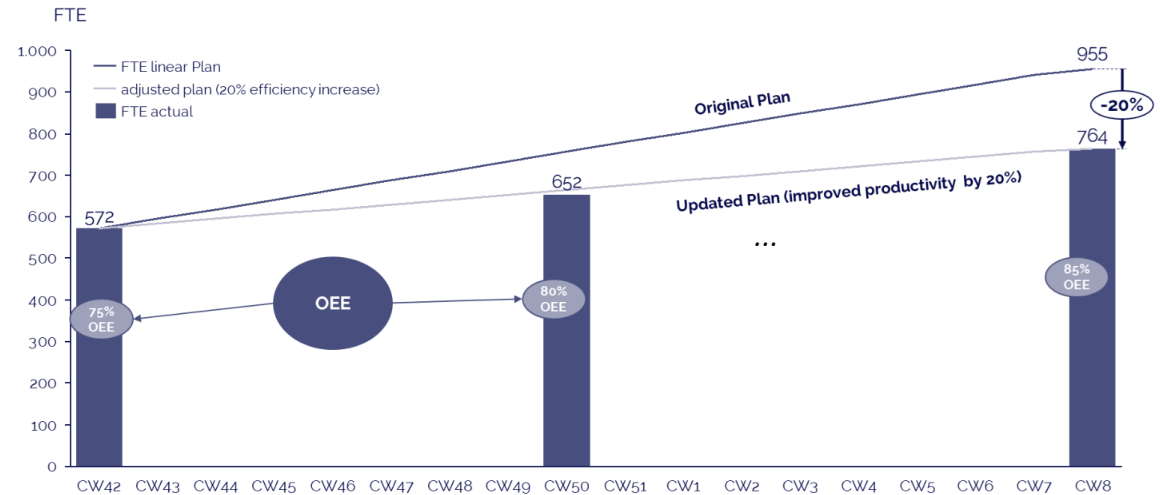 FTE
1.000
900
800
700
600
500
400
300
200
100
0
FTE linear Plan
adjusted plan (20% efficiency increase)
FTE actual
Original Plan
955
-20%
764
652
572
Updated Plan (improved productivity by 20%)
...
OEE
75%
OEE
80%
OEE
85%
OEE
CW42 CW43 CW44 CW45 CW46 CW47 CW48 CW49 CW50 CW51 CW1 CW2 CW3 CW4 CW5 CW6 CW7 CW8